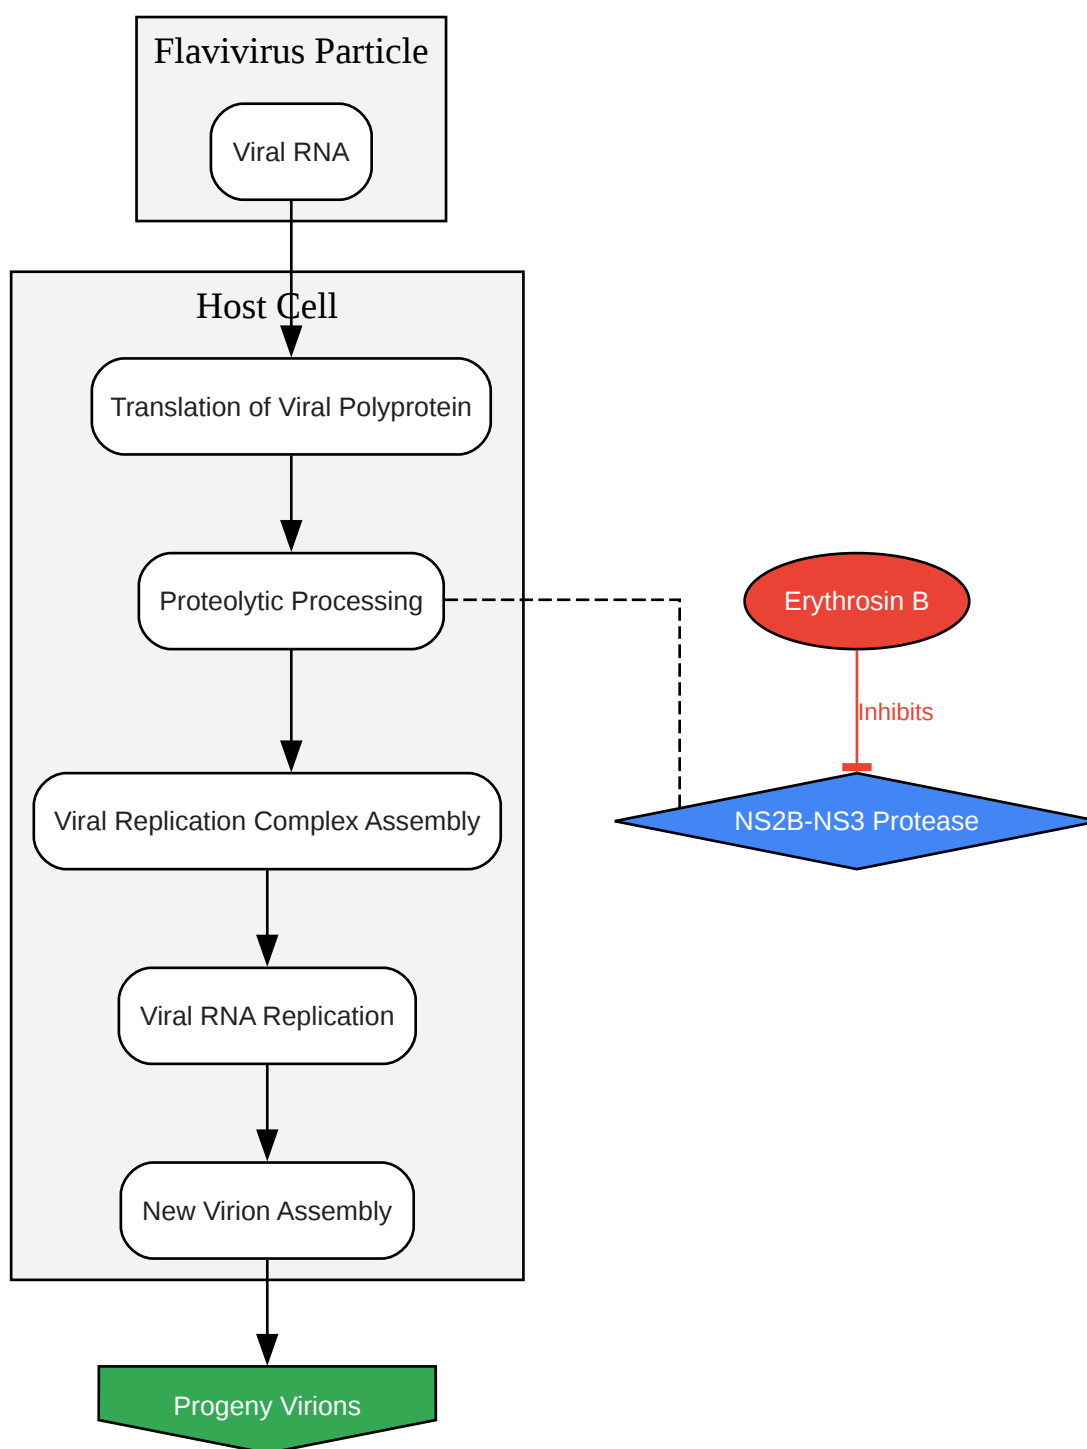 Flavivirus Particle
Viral RNA
Host Cell
Translation of Viral Polyprotein
Proteolytic Processing
Erythrosin B
Inhibits
Viral Replication Complex Assembly
NS2B-NS3 Protease
Viral RNA Replication
New Virion Assembly
Progeny Virions